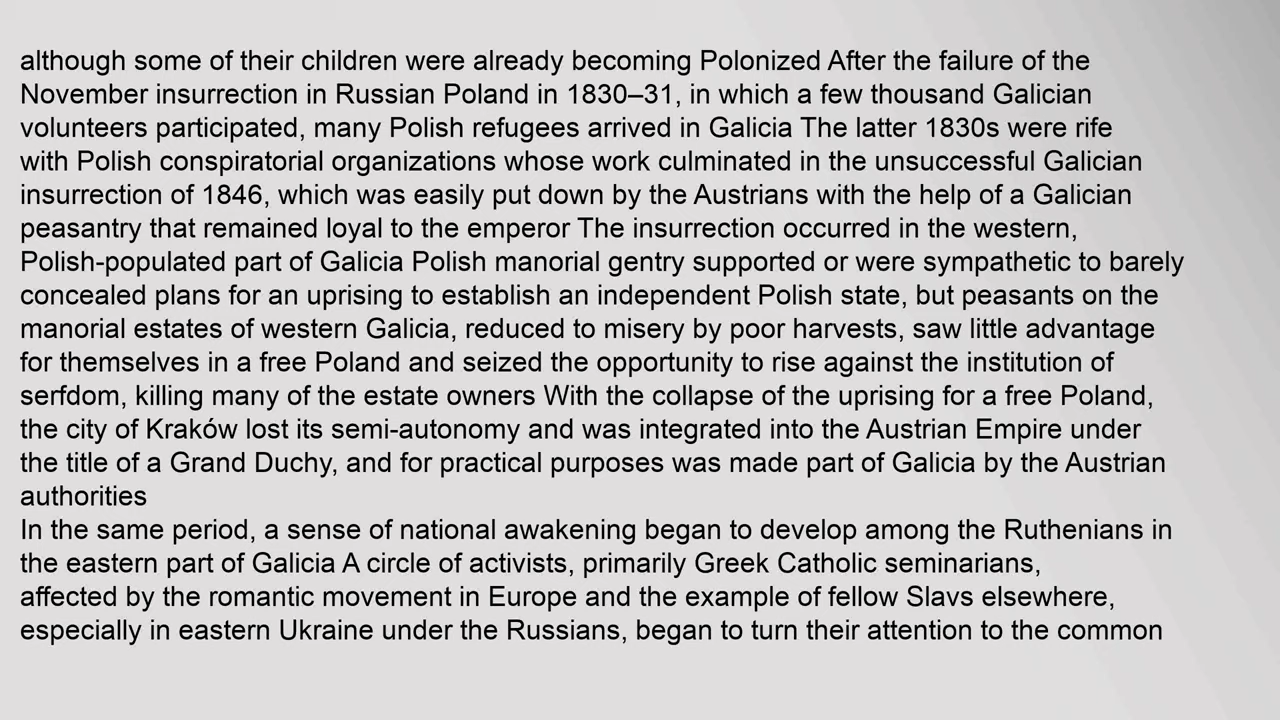 although some of their children were already becoming Polonized After the failure of the
November insurrection in Russian Poland in 1830–31, in which a few thousand Galician
volunteers participated, many Polish refugees arrived in Galicia The latter 1830s were rife
with Polish conspiratorial organizations whose work culminated in the unsuccessful Galician
insurrection of 1846, which was easily put down by the Austrians with the help of a Galician
peasantry that remained loyal to the emperor The insurrection occurred in the western,
Polish-populated part of Galicia Polish manorial gentry supported or were sympathetic to barely
concealed plans for an uprising to establish an independent Polish state, but peasants on the
manorial estates of western Galicia, reduced to misery by poor harvests, saw little advantage
for themselves in a free Poland and seized the opportunity to rise against the institution of
serfdom, killing many of the estate owners With the collapse of the uprising for a free Poland,
the city of Kraków lost its semi-autonomy and was integrated into the Austrian Empire under
the title of a Grand Duchy, and for practical purposes was made part of Galicia by the Austrian
authorities
In the same period, a sense of national awakening began to develop among the Ruthenians in
the eastern part of Galicia A circle of activists, primarily Greek Catholic seminarians,
affected by the romantic movement in Europe and the example of fellow Slavs elsewhere,
especially in eastern Ukraine under the Russians, began to turn their attention to the common